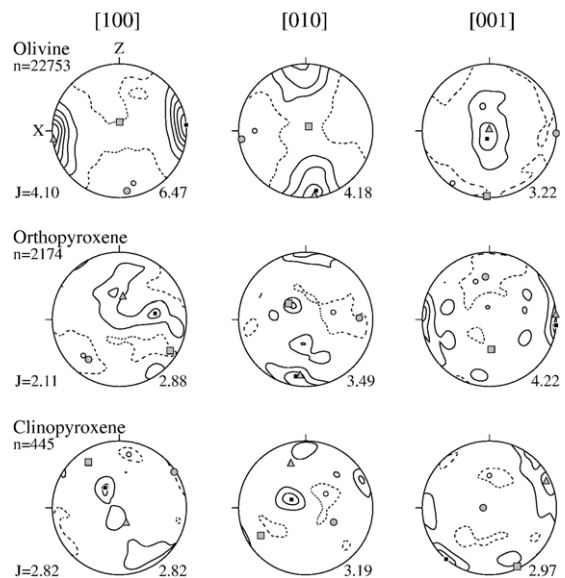 [100] [010] [001]
Olivine
n=22753
Z
X
J=4.10 6.47 4.18 3.22
Orthopyroxene
n=2174
J=2.11 2.88 3.49 4.22
Clinopyroxene
n=445
J=2.82 2.82 3.19 2.97